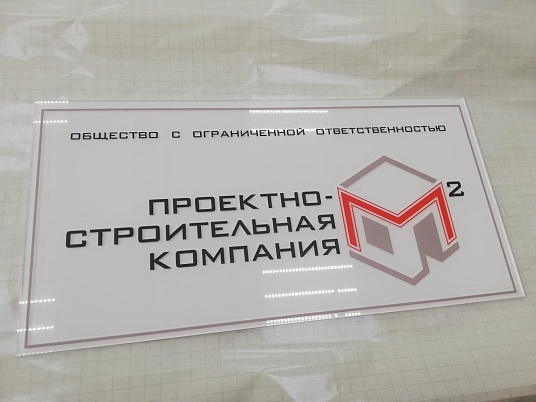 ОБЩЕСТВО С ОГРАНИЧЕННОЙ ОТВЕТСТВЕННОСТЬЮ
ПРОЕКТНО-
СТРОИТЕЛЬНАЯ
КОМПАНИЯ
М2